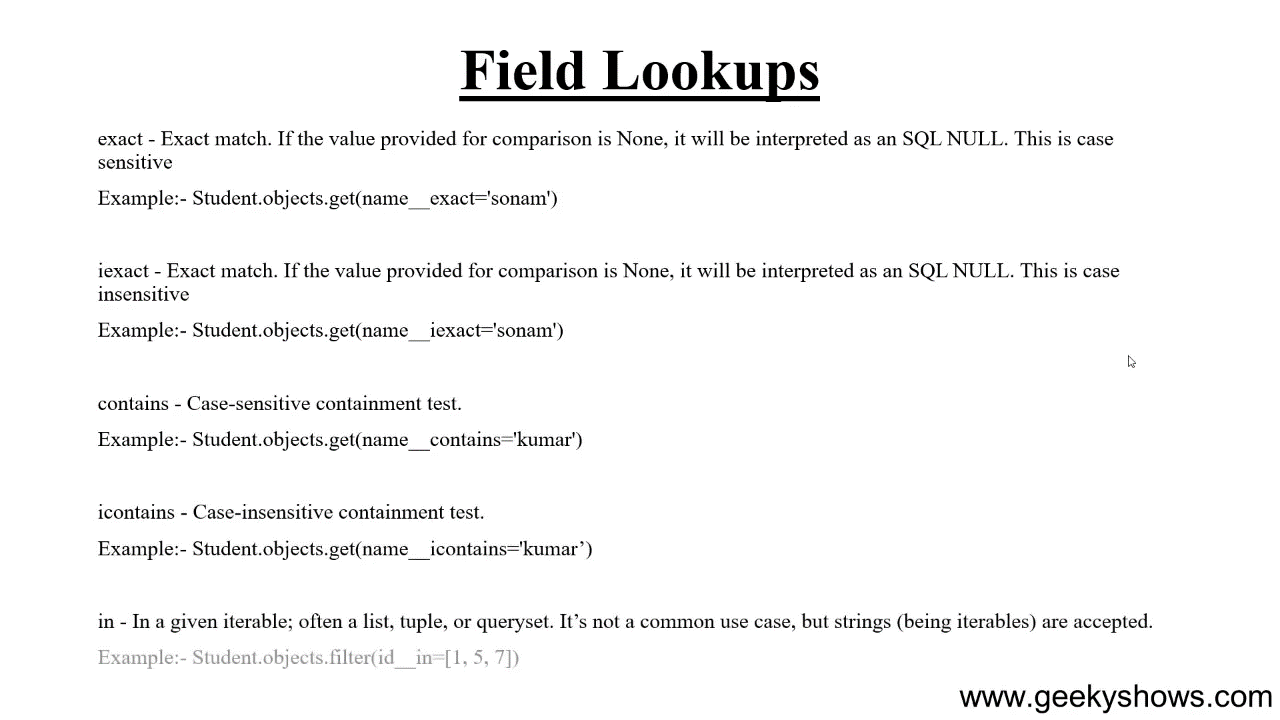 Field Lookups
exact - Exact match. If the value provided for comparison is None, it will be interpreted as an SQL NULL. This is case
sensitive
Example:- Student.objects.get(name__exact='sonam')
iexact - Exact match. If the value provided for comparison is None, it will be interpreted as an SQL NULL. This is case
insensitive
Example:- Student.objects.get(name__iexact='sonam')
contains - Case-sensitive containment test.
Example:- Student.objects.get(name__contains='kumar')
icontains - Case-insensitive containment test.
Example:- Student.objects.get(name__icontains='kumar’)
in - In a given iterable; often a list, tuple, or queryset. It’s not a common use case, but strings (being iterables) are accepted.
Example:- Student.objects.filter(id__in=[1, 5, 7])
www.geekyshows.com